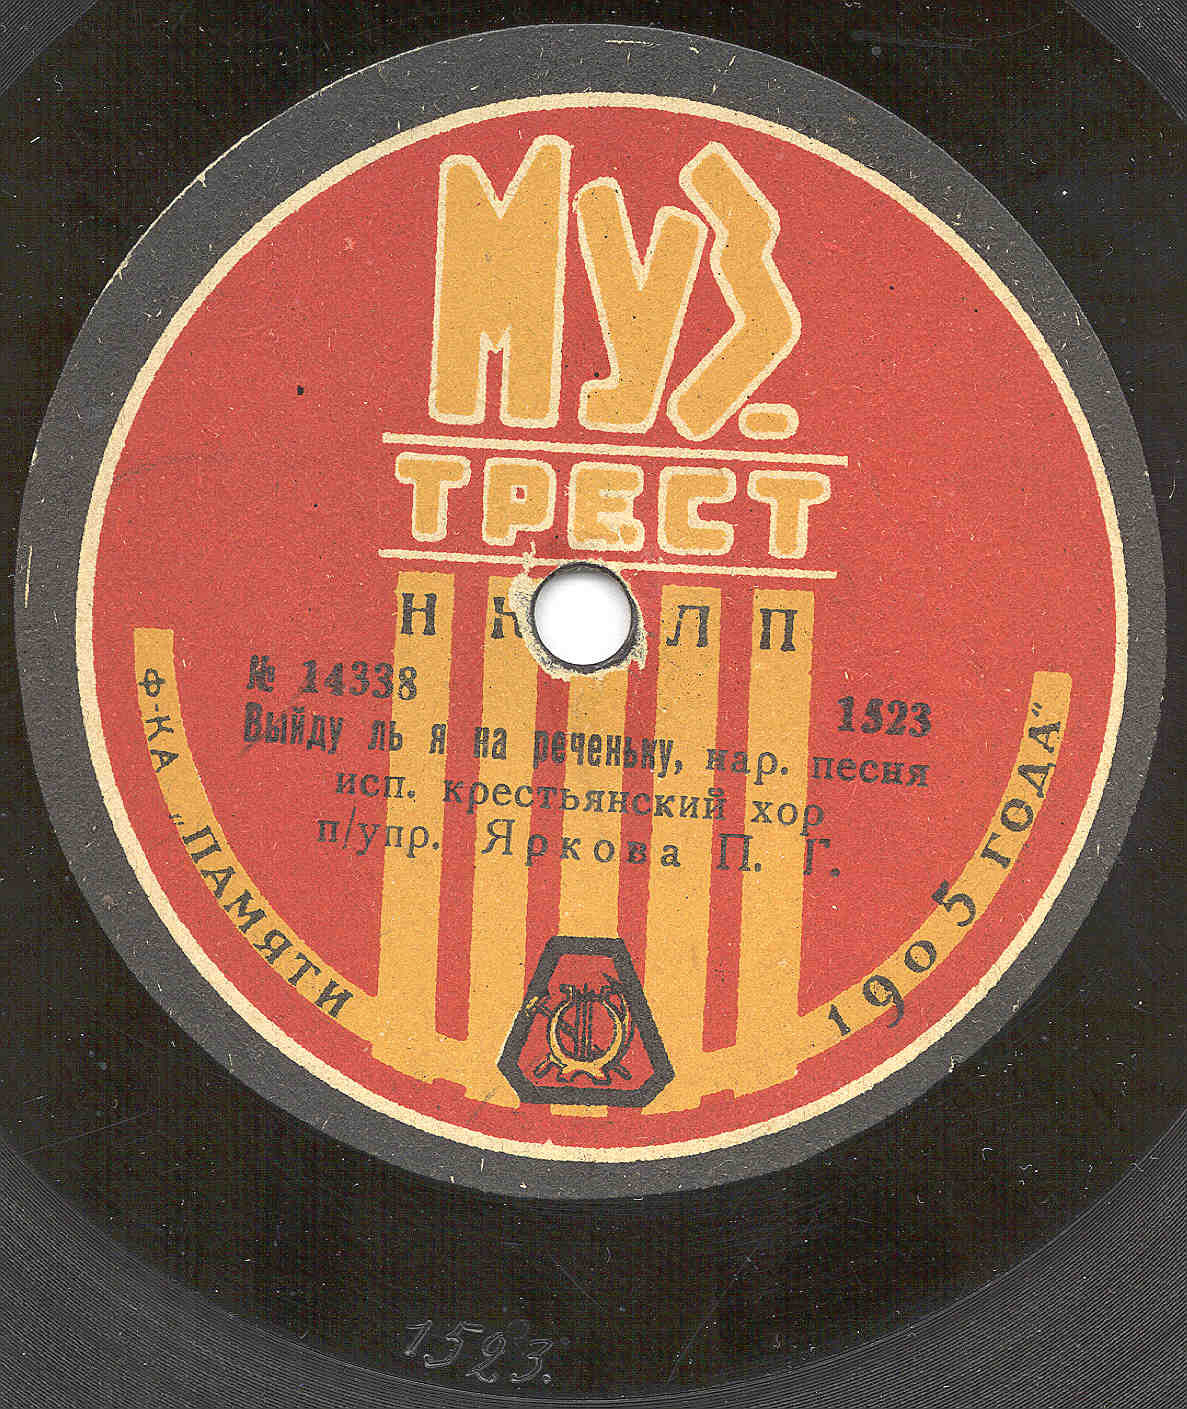 МУЗ.
ТРЕСТ
Н К Л П
№ 14338
1523
Выйду ль я на реченьку, нар. песня
исп. крестьянский хор
п/упр. Яркова П. Г.
Ф-КА „ПАМЯТИ 1905 ГОДА“
1523.